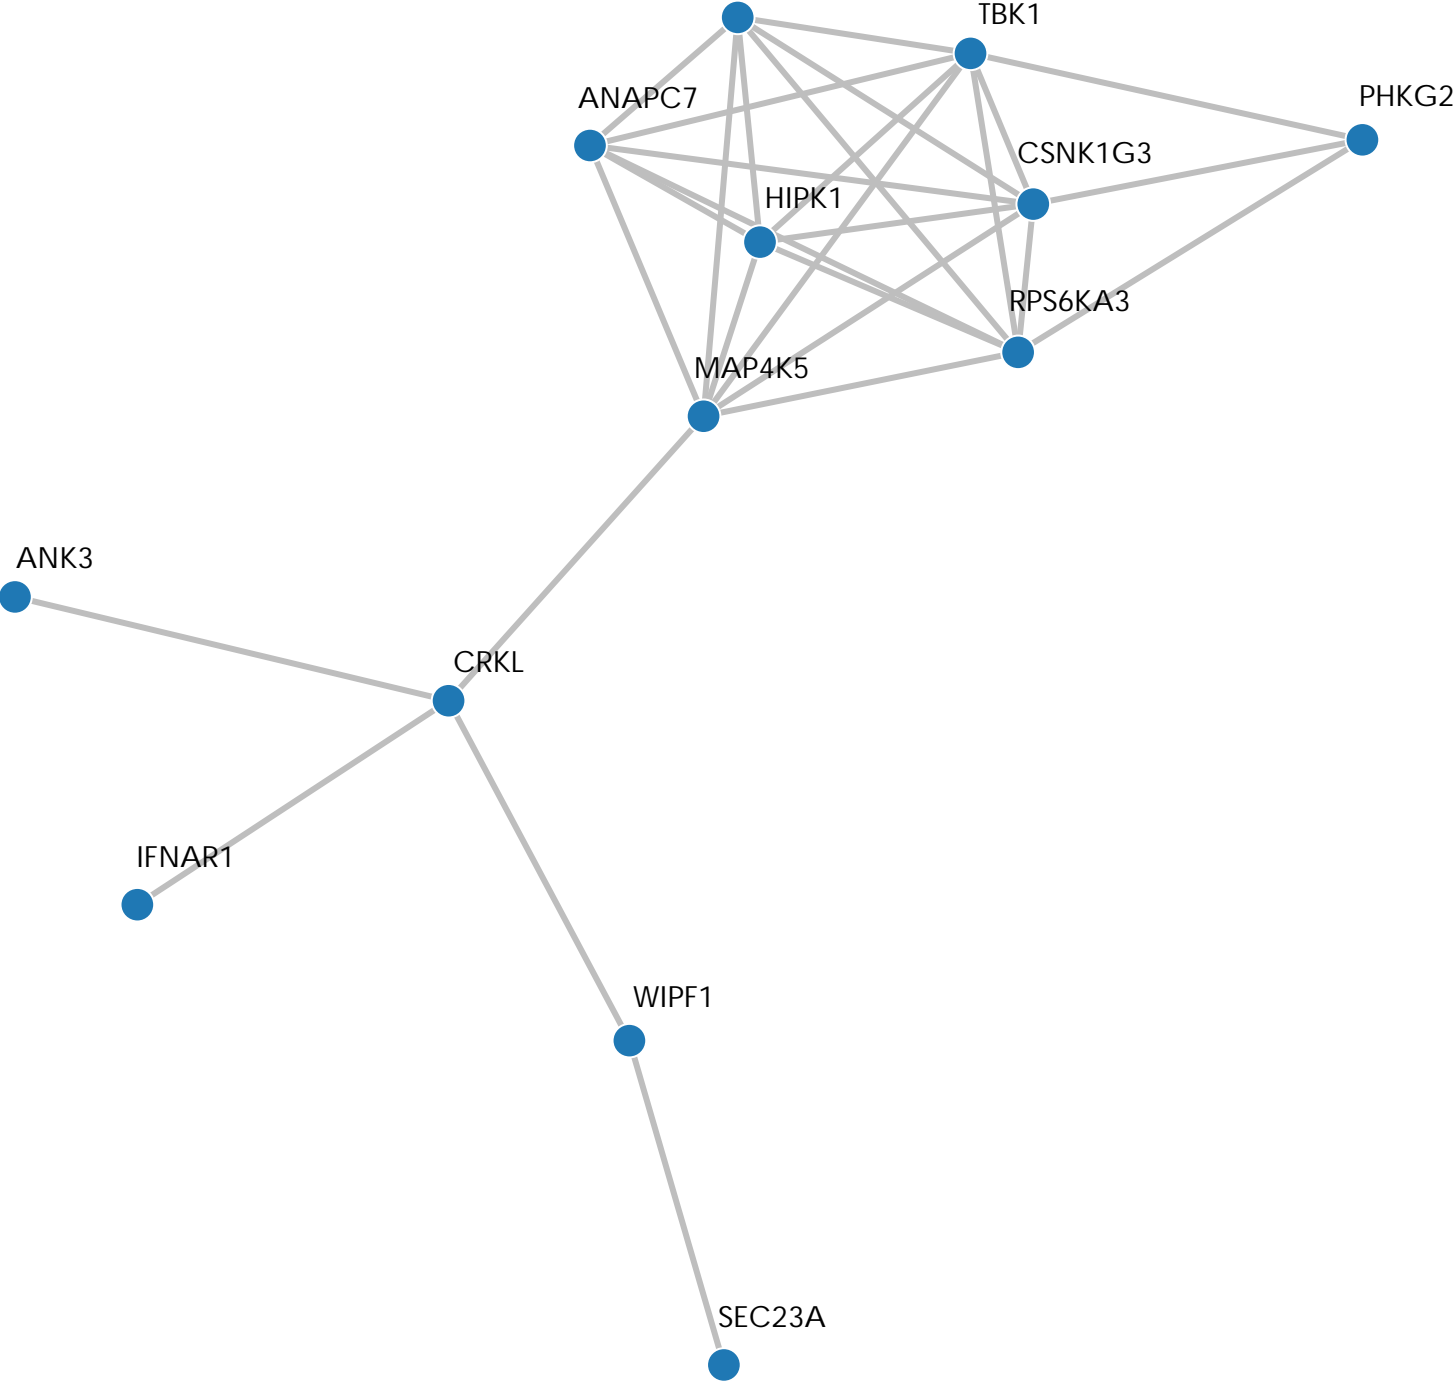 TBK1
ANAPC7
PHKG2
CSNK1G3
HIPK1
RPS6KA3
MAP4K5
ANK3
CRKL
IFNAR1
WIPF1
SEC23A